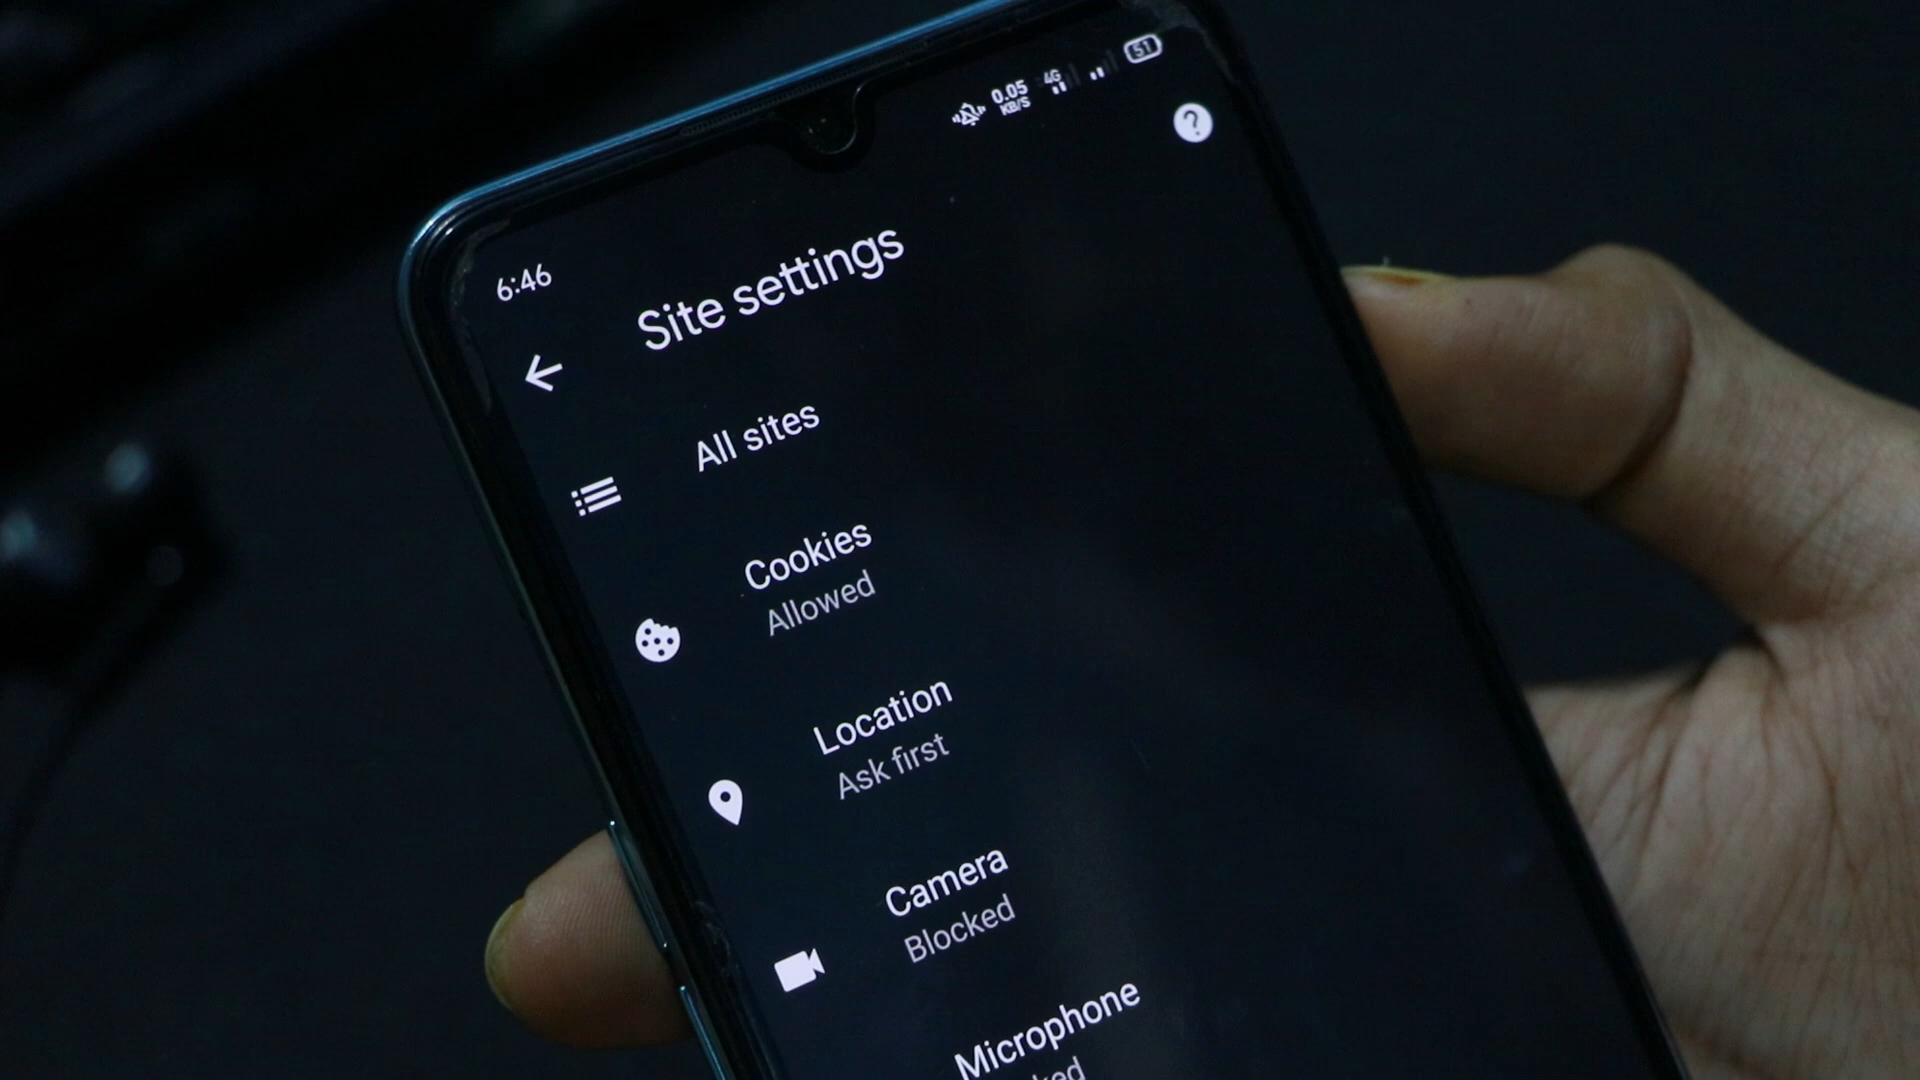 6:46
0.05
KB/S
4G
51
?
Site settings
All sites
Cookies
Allowed
Location
Ask first
Camera
Blocked
Microphone